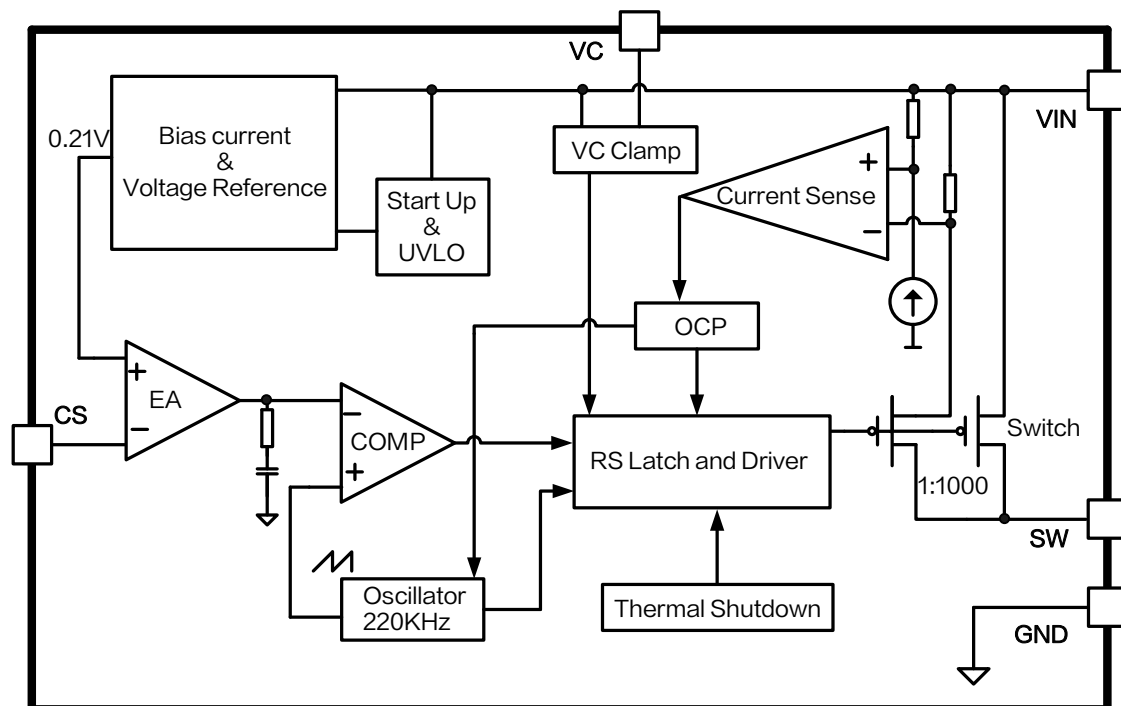 VC
VIN
0.21V
Bias current
&
Voltage Reference
Start Up
&
UVLO
VC Clamp
+
Current Sense
−
OCP
CS
+
EA
−
−
COMP
+
RS Latch and Driver
Switch
1:1000
SW
Oscillator
220KHz
Thermal Shutdown
GND